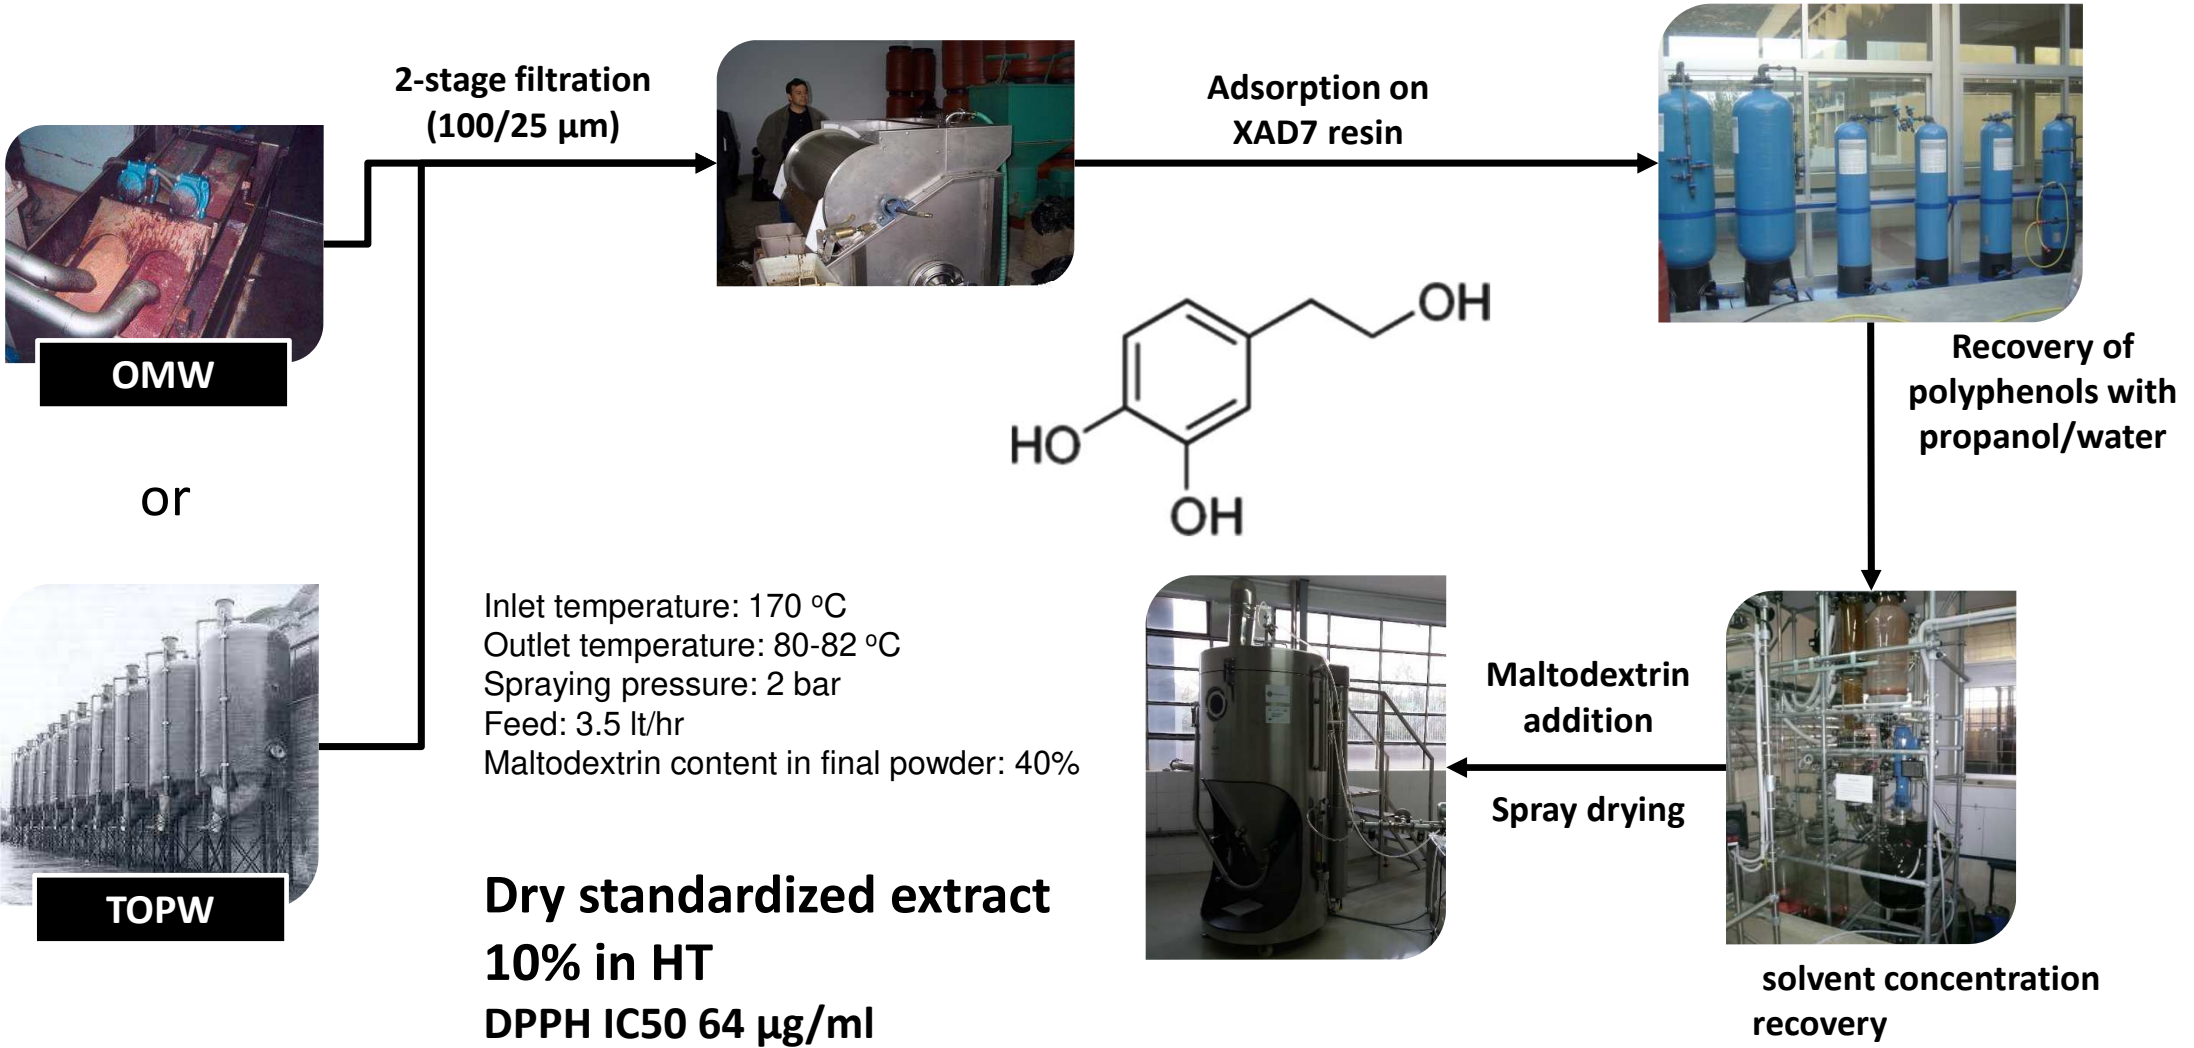 2-stage filtration
(100/25 µm)
Adsorption on
XAD7 resin
OMW
or
TOPW
OH
HO
OH
Recovery of
polyphenols with
propanol/water
Inlet temperature: 170 ºC
Outlet temperature: 80-82 ºC
Spraying pressure: 2 bar
Feed: 3.5 lt/hr
Maltodextrin content in final powder: 40%
Maltodextrin
addition
Spray drying
solvent concentration
recovery
Dry standardized extract
10% in HT
DPPH IC50 64 µg/ml